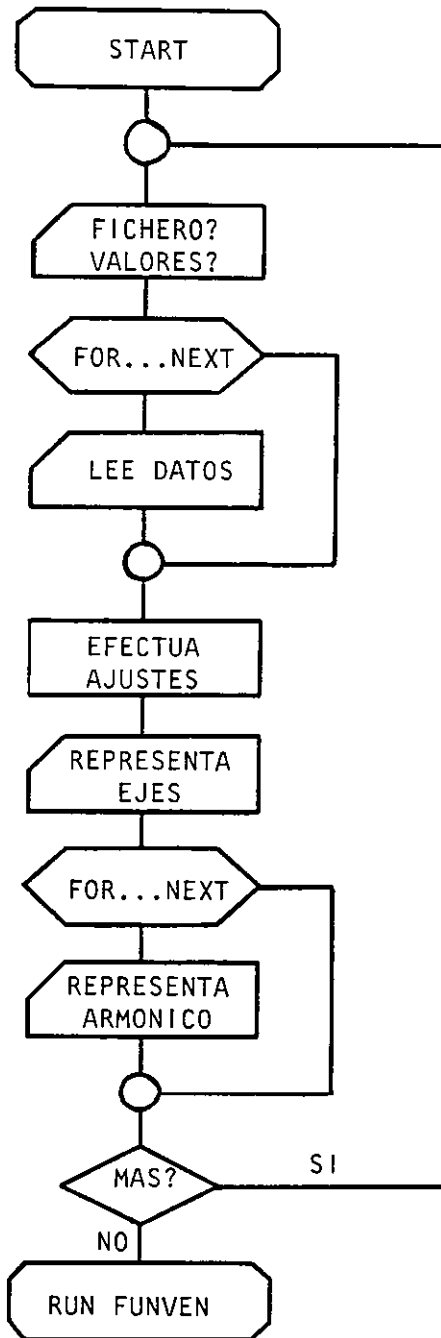 START
FICHERO?
VALORES?
FOR...NEXT
LEE DATOS
EFECTUA
AJUSTES
REPRESENTA
EJES
FOR...NEXT
REPRESENTA
ARMONICO
MAS?
SI
NO
RUN FUNVEN